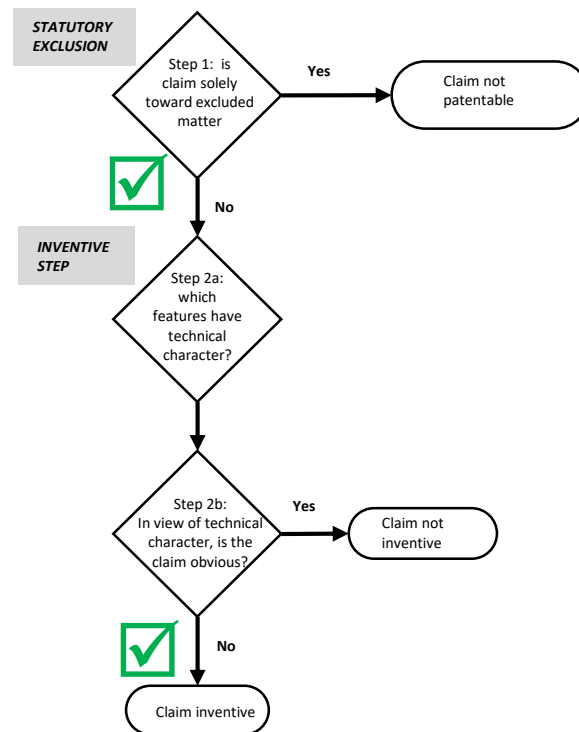 STATUTORY
EXCLUSION
Step 1:  is
claim solely
toward excluded
matter
Yes
Claim not
patentable
No
INVENTIVE
STEP
Step 2a:
which
features have
technical
character?
Step 2b:
In view of technical
character, is the
claim obvious?
Yes
Claim not
inventive
No
Claim inventive